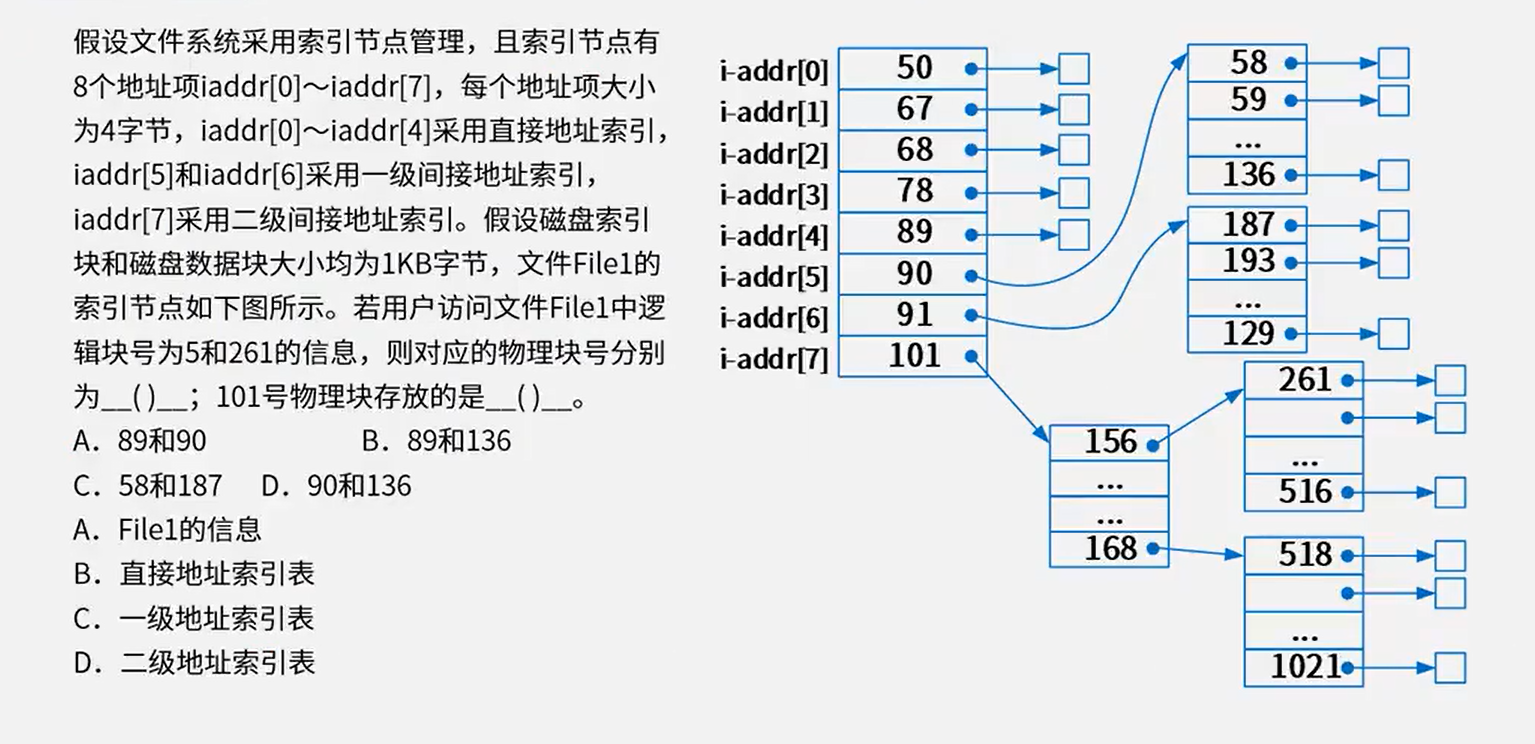 假设文件系统采用索引节点管理，且索引节点有
8个地址项iaddr[0]～iaddr[7]，每个地址项大小
为4字节，iaddr[0]～iaddr[4]采用直接地址索引，
iaddr[5]和iaddr[6]采用一级间接地址索引，
iaddr[7]采用二级间接地址索引。假设磁盘索引
块和磁盘数据块大小均为1KB字节，文件File1的
索引节点如下图所示。若用户访问文件File1中逻
辑块号为5和261的信息，则对应的物理块号分别
为__( )__；101号物理块存放的是__( )__。
A．89和90 B．89和136
C．58和187 D．90和136
A．File1的信息
B．直接地址索引表
C．一级地址索引表
D．二级地址索引表
i-addr[0] 50
i-addr[1] 67
i-addr[2] 68
i-addr[3] 78
i-addr[4] 89
i-addr[5] 90
i-addr[6] 91
i-addr[7] 101
58
59
...
136
187
193
...
129
156
...
...
168
261
...
516
518
...
1021